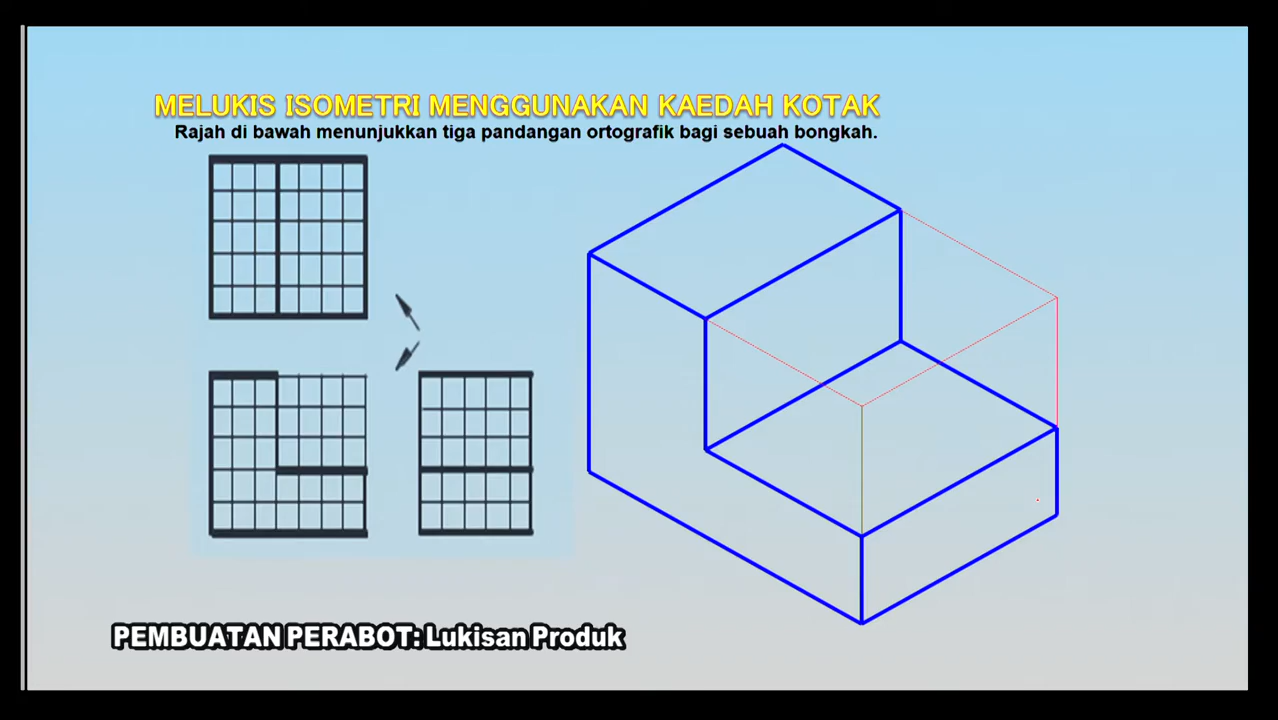 MELUKIS ISOMETRI MENGGUNAKAN KAEDAH KOTAK
Rajah di bawah menunjukkan tiga pandangan ortografik bagi sebuah bongkah.
PEMBUATAN PERABOT: Lukisan Produk